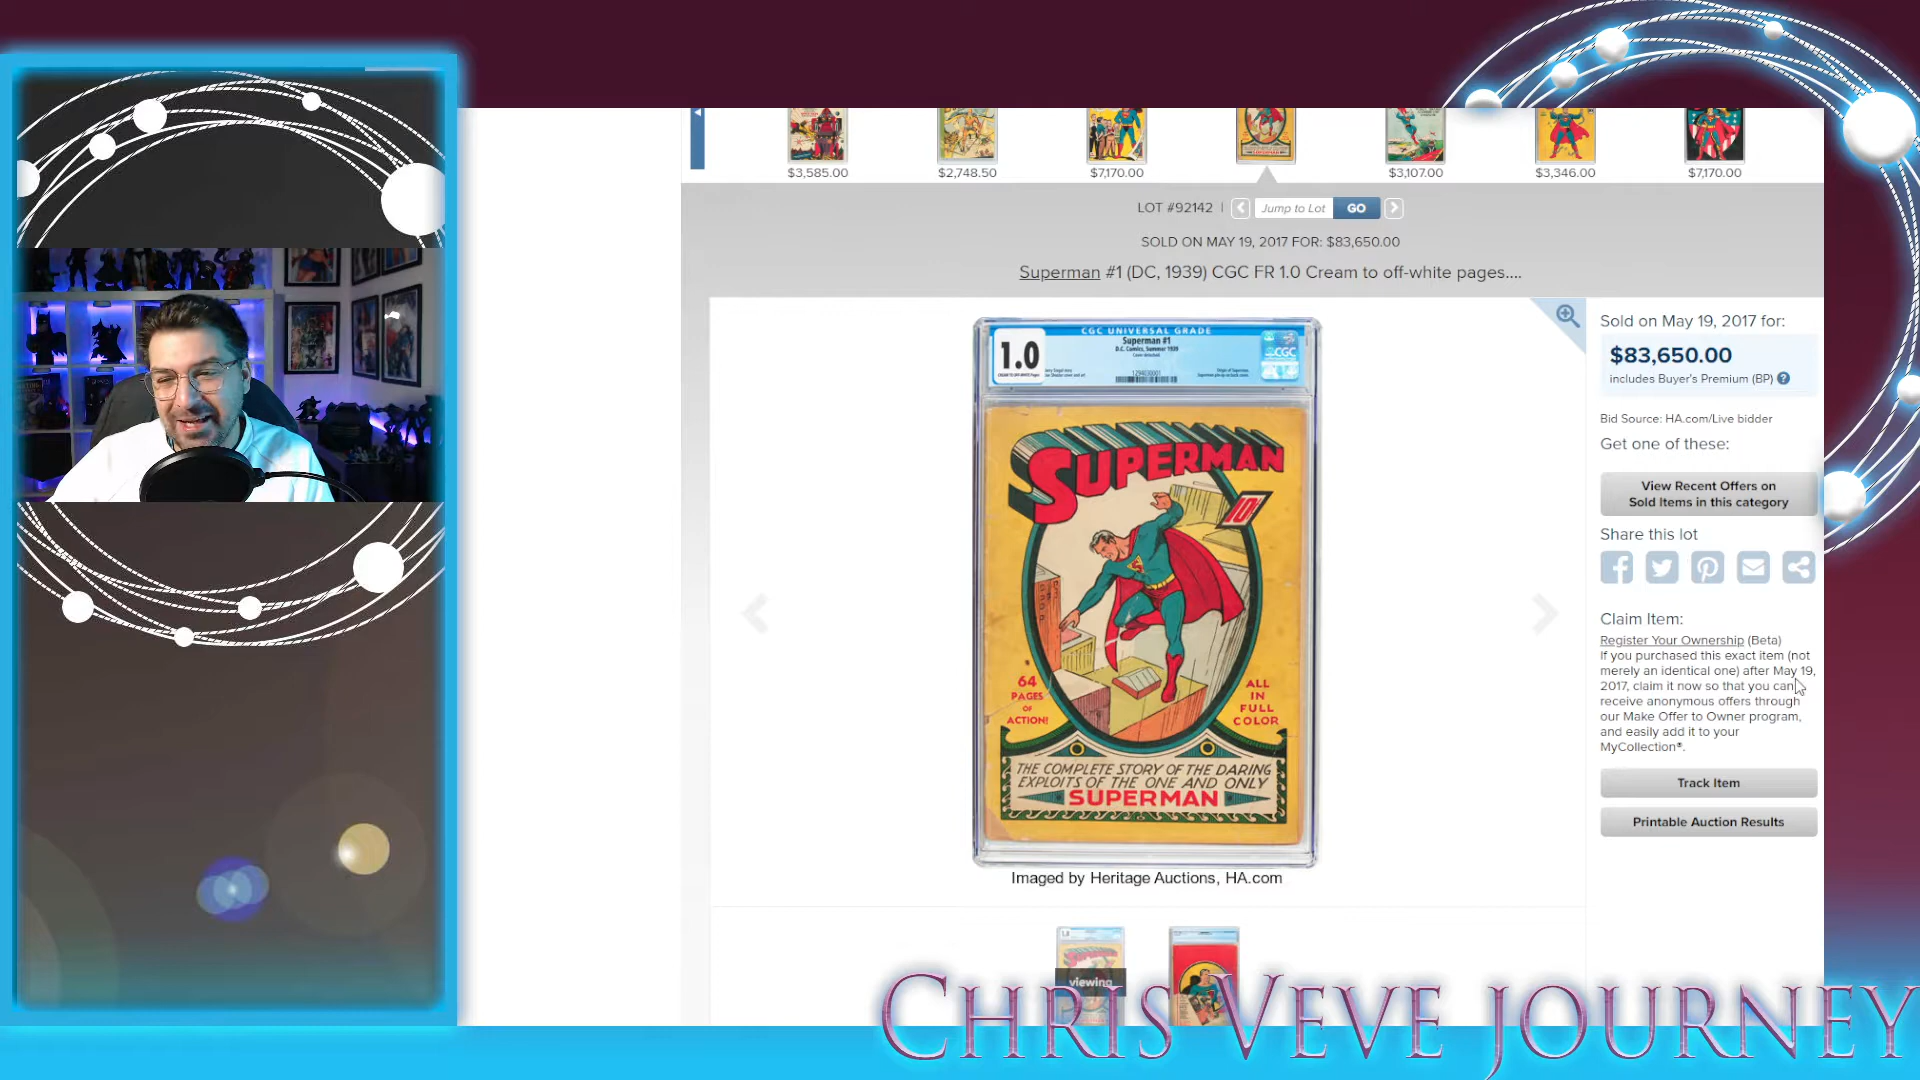 $3,585.00
$2,748.50
$7,170.00
$3,107.00
$3,346.00
$7,170.00
LOT #92142 | Jump to Lot GO
SOLD ON MAY 19, 2017 FOR: $83,650.00
Superman #1 (DC, 1939) CGC FR 1.0 Cream to off-white pages....
CGC UNIVERSAL GRADE
1.0
Superman #1
D.C. Comics, Summer 1939
Cover detached
CGC
SUPERMAN
10¢
64
PAGES
OF
ACTION!
ALL
IN
FULL
COLOR
THE COMPLETE STORY OF THE DARING
EXPLOITS OF THE ONE AND ONLY
SUPERMAN
Imaged by Heritage Auctions, HA.com
viewing
Sold on May 19, 2017 for:
$83,650.00
includes Buyer's Premium (BP) ?
Bid Source: HA.com/Live bidder
Get one of these:
View Recent Offers on
Sold Items in this category
Share this lot
Claim Item:
Register Your Ownership (Beta)
If you purchased this exact item (not
merely an identical one) after May 19,
2017, claim it now so that you can
receive anonymous offers through
our Make Offer to Owner program,
and easily add it to your
MyCollection®.
Track Item
Printable Auction Results
CHRIS VEVE JOURNEY